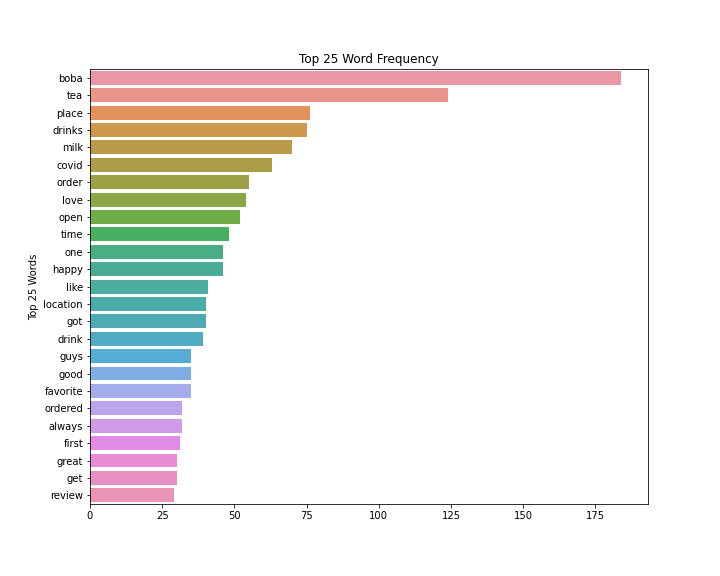 Top 25 Word Frequency
Top 25 Words
boba
tea
place
drinks
milk
covid
order
love
open
time
one
happy
like
location
got
drink
guys
good
favorite
ordered
always
first
great
get
review
0 25 50 75 100 125 150 175